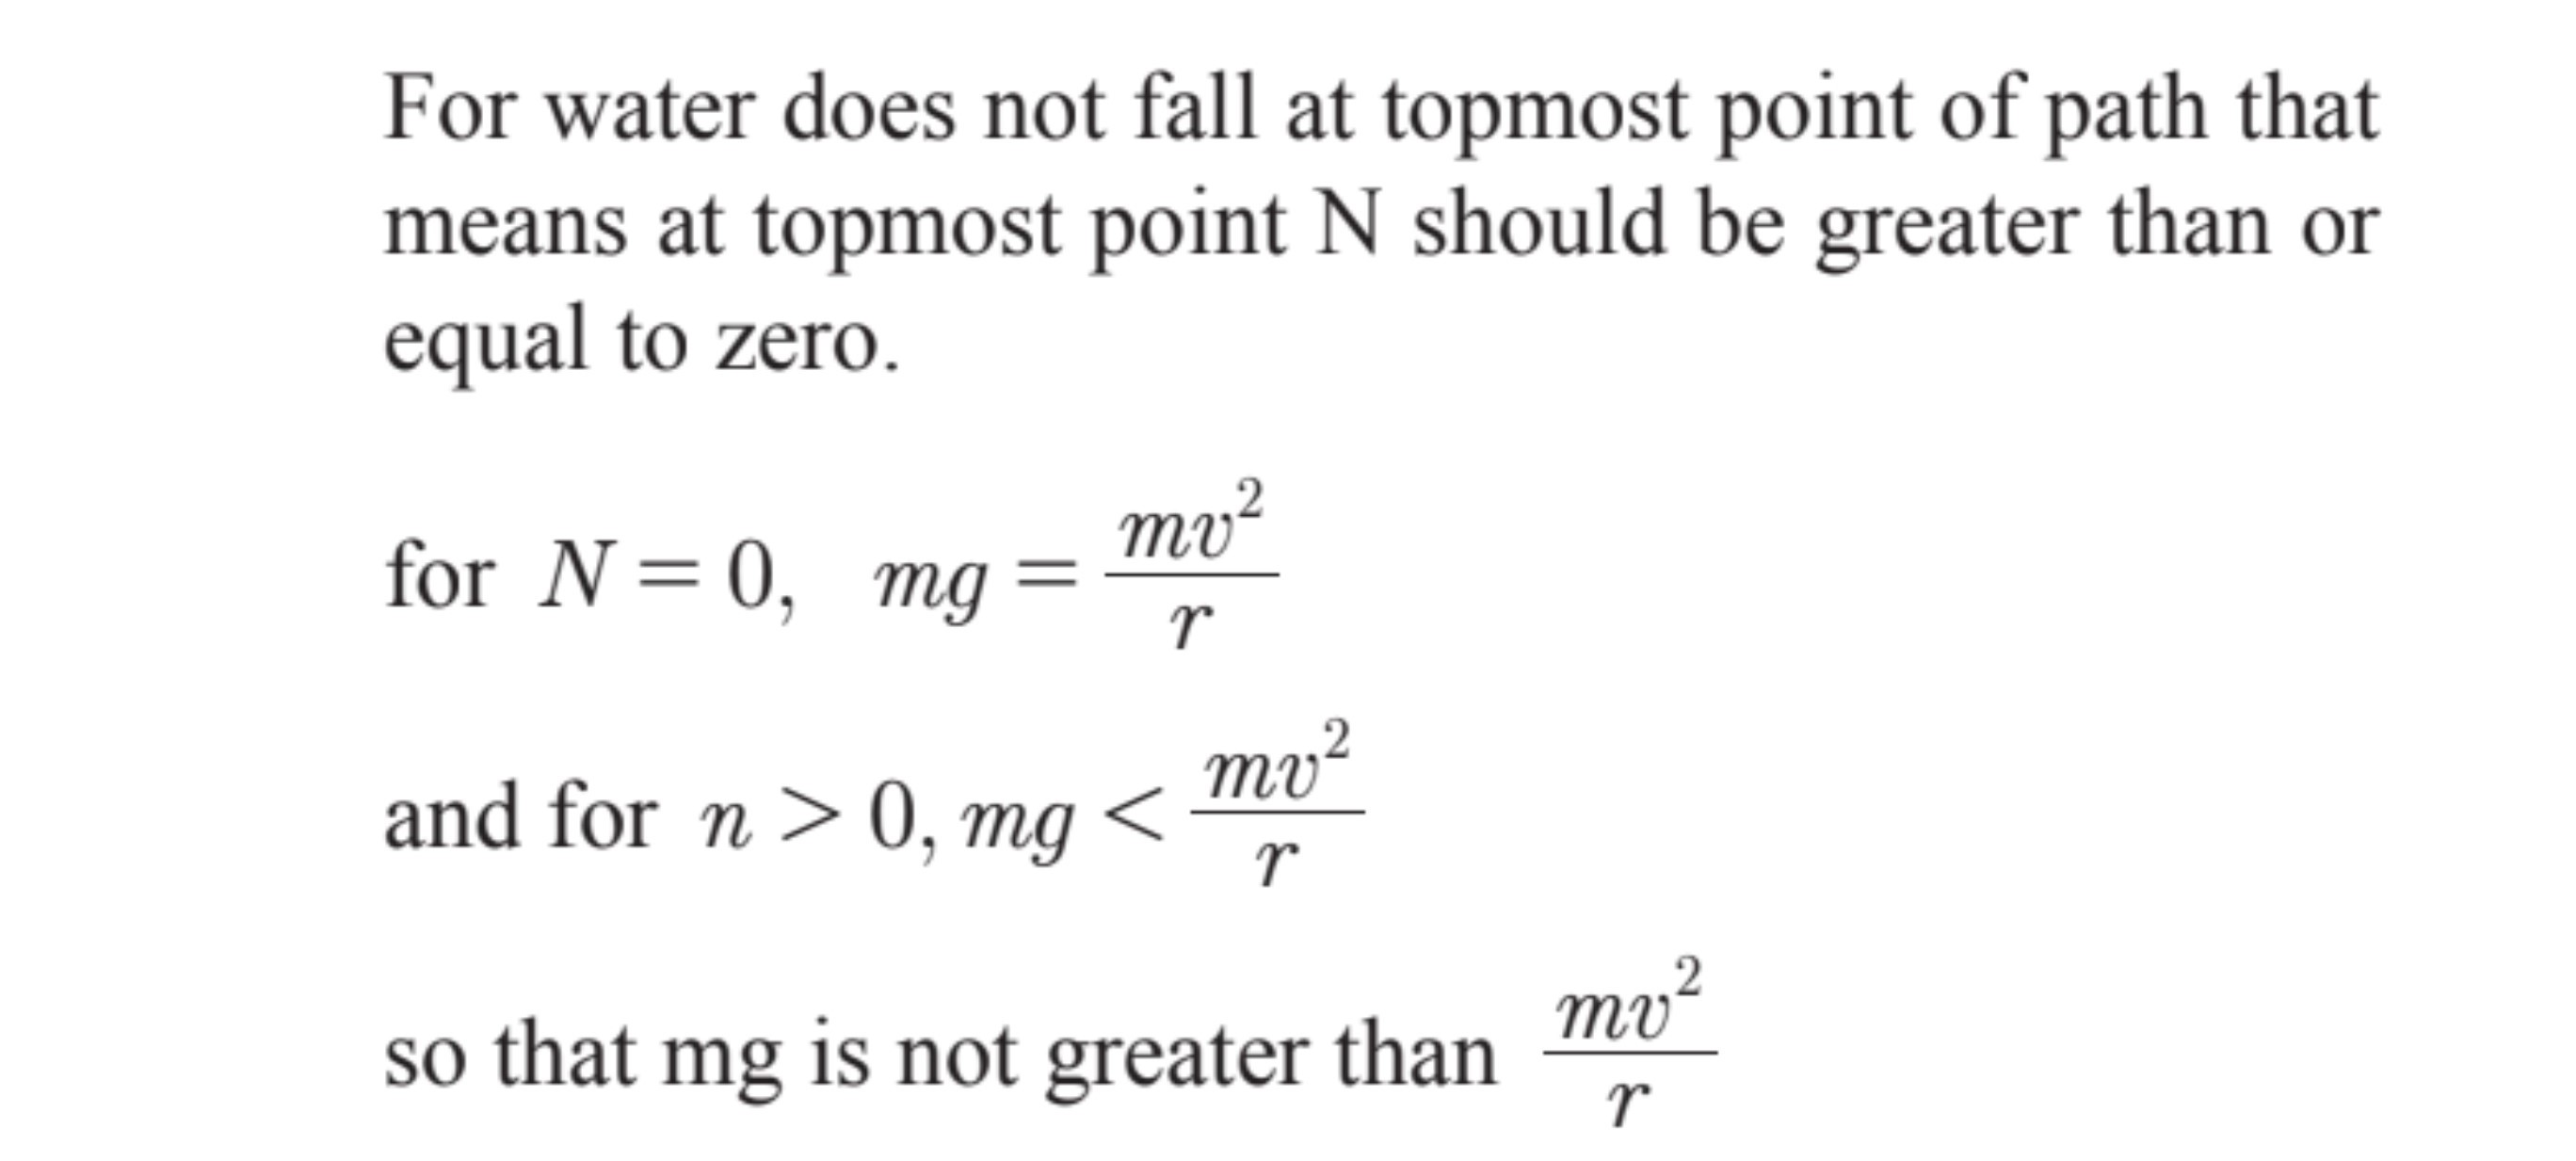 For water does not fall at topmost point of path that
means at topmost point N should be greater than or
equal to zero.
for N = 0, mg = \frac{mv^2}{r}
and for n > 0, mg < \frac{mv^2}{r}
so that mg is not greater than \frac{mv^2}{r}